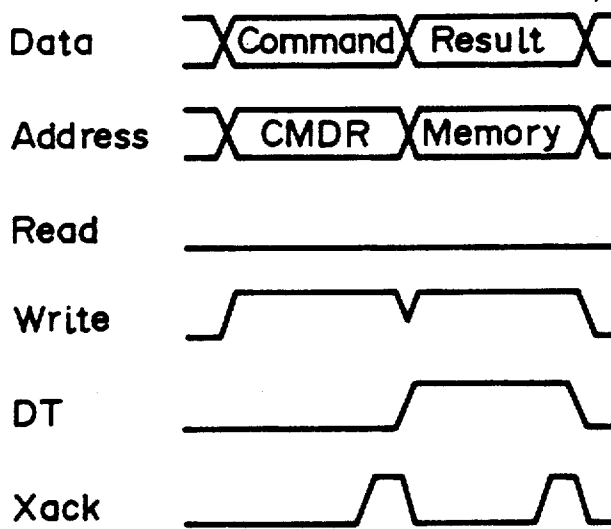 Data Command Result
Address CMDR Memory
Read
Write
DT
Xack